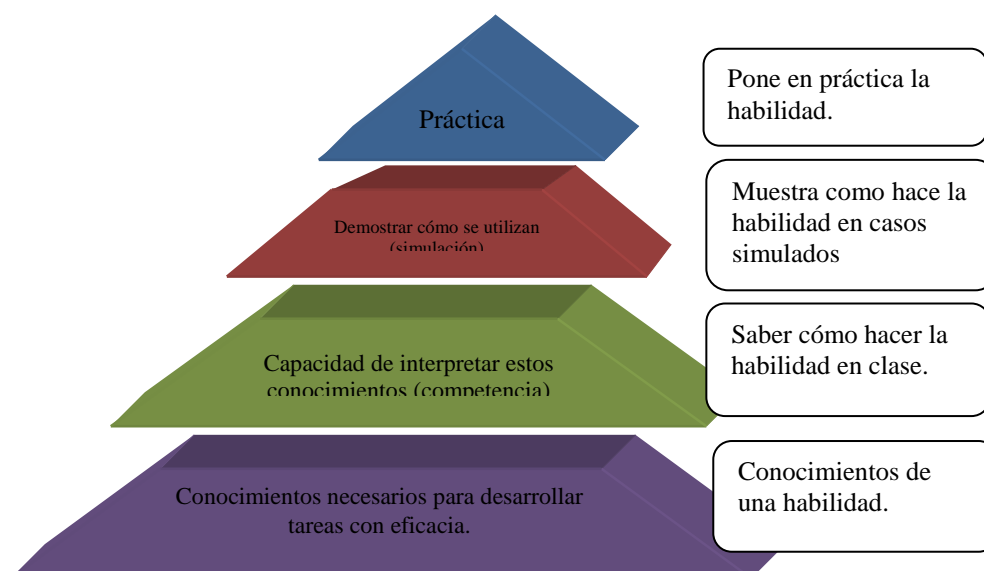 Práctica
Pone en práctica la
habilidad.
Demostrar cómo se utilizan
(simulación)
Muestra como hace la
habilidad en casos
simulados
Capacidad de interpretar estos
conocimientos (competencia)
Saber cómo hacer la
habilidad en clase.
Conocimientos necesarios para desarrollar
tareas con eficacia.
Conocimientos de
una habilidad.